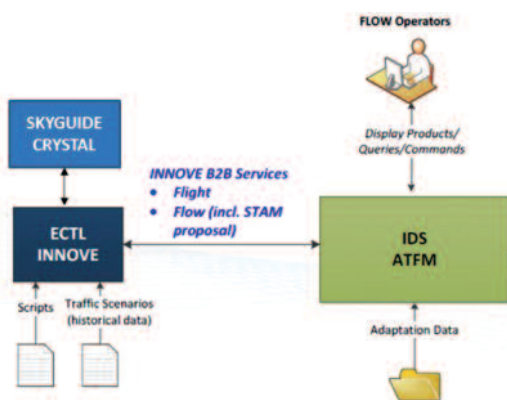 FLOW Operators
SKYGUIDE
CRYSTAL
Display Products/
Queries/Commands
INNOVE B2B Services
• Flight
• Flow (incl. STAM
proposal)
ECTL
INNOVE
IDS
ATFM
Scripts
Traffic Scenarios
(historical data)
Adaptation Data